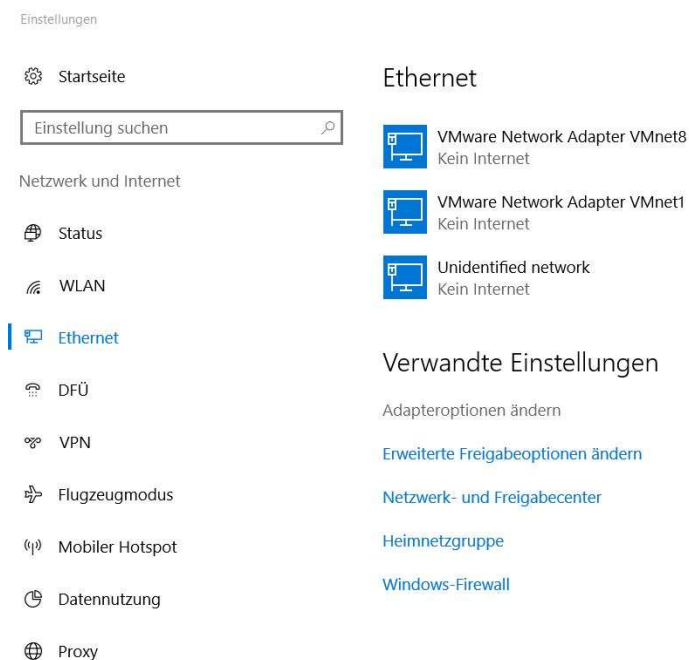 Einstellungen
Startseite
Einstellung suchen
Netzwerk und Internet
Status
WLAN
Ethernet
DFÜ
VPN
Flugzeugmodus
Mobiler Hotspot
Datennutzung
Proxy
Ethernet
VMware Network Adapter VMnet8
Kein Internet
VMware Network Adapter VMnet1
Kein Internet
Unidentified network
Kein Internet
Verwandte Einstellungen
Adapteroptionen ändern
Erweiterte Freigabeoptionen ändern
Netzwerk- und Freigabecenter
Heimnetzgruppe
Windows-Firewall